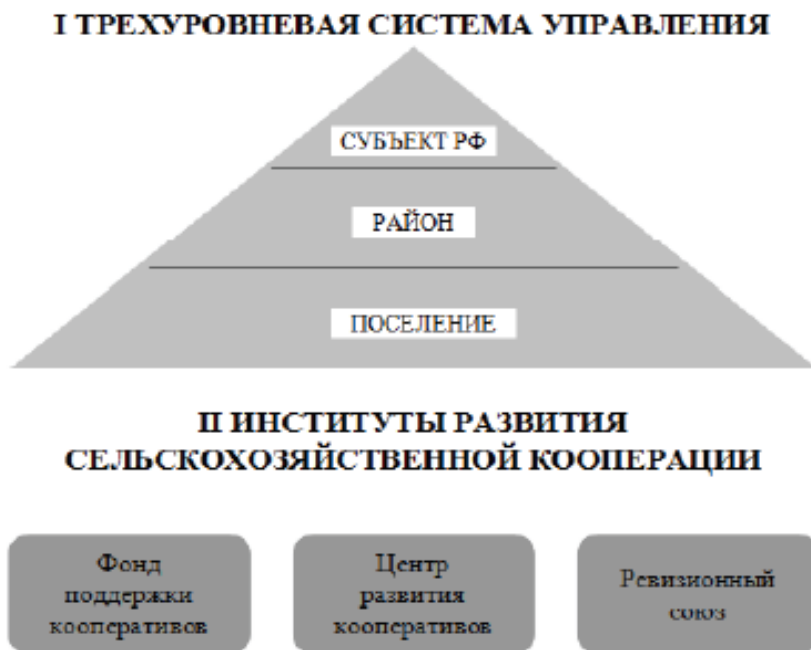 I ТРЕХУРОВНЕВАЯ СИСТЕМА УПРАВЛЕНИЯ
СУБЪЕКТ РФ
РАЙОН
ПОСЕЛЕНИЕ
II ИНСТИТУТЫ РАЗВИТИЯ
СЕЛЬСКОХОЗЯЙСТВЕННОЙ КООПЕРАЦИИ
Фонд
поддержки
кооперативов
Центр
развития
кооперативов
Ревизионный
союз